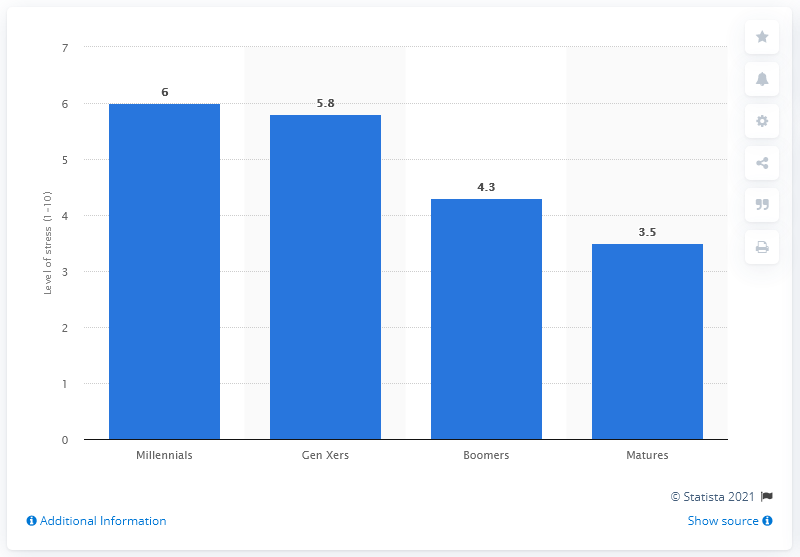 7
6
5
4
3
2
1
0
Level of stress (1-10)
6
5.8
4.3
3.5
Millennials
Gen Xers
Boomers
Matures
© Statista 2021
Additional Information
Show source